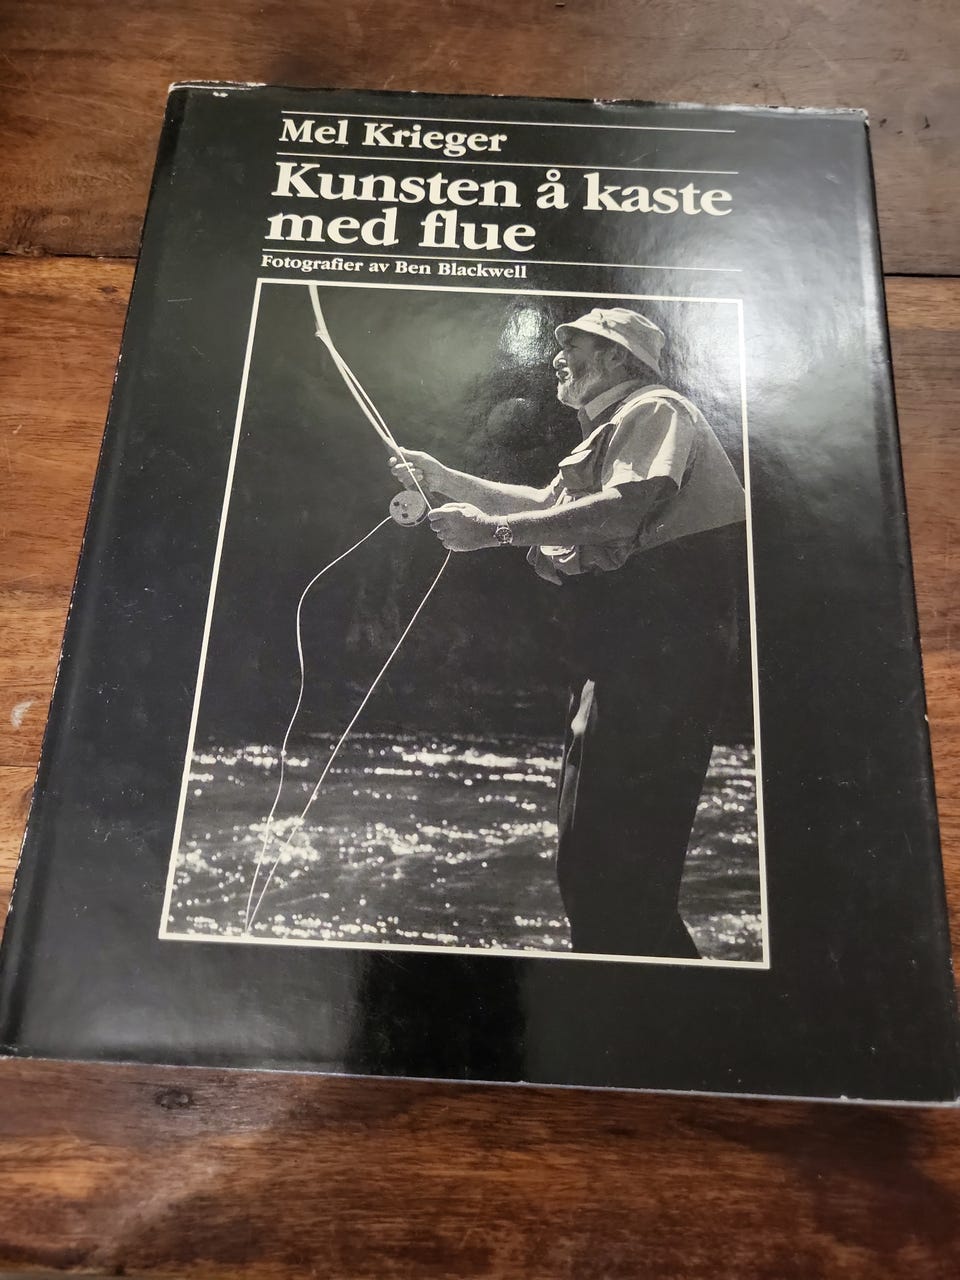 Mel Krieger
Kunsten å kaste
med flue
Fotografier av Ben Blackwell